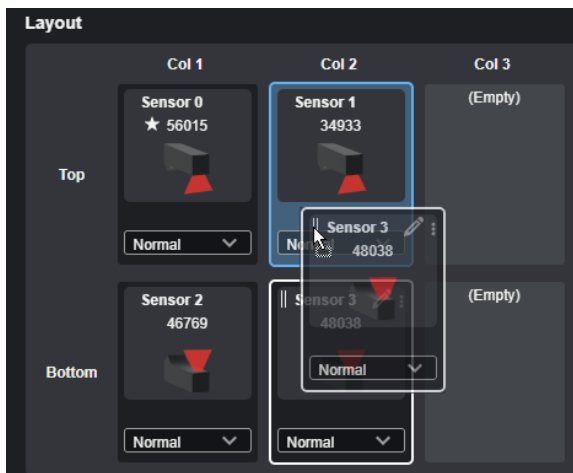 Layout
Col 1
Col 2
Col 3
Top
Sensor 0
★ 56015
Normal
Sensor 1
34933
(Empty)
Sensor 3
48038
Normal
Bottom
Sensor 2
46769
Normal
Sensor 3
48038
Normal
(Empty)